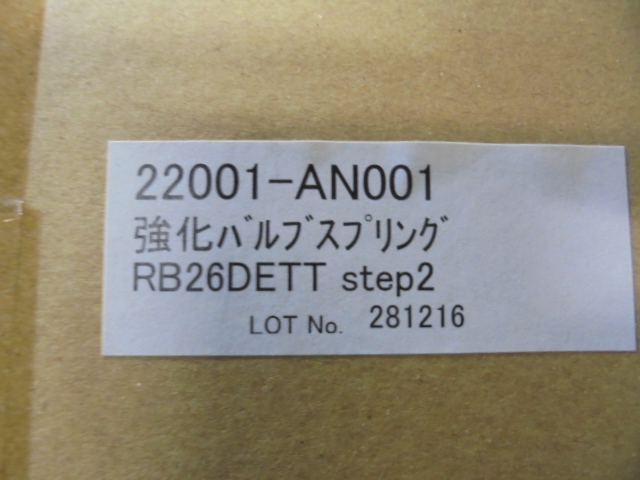 22001-AN001
強化ﾊﾞﾙﾌﾞｽﾌﾟﾘﾝｸﾞ
RB26DETT step2
LOT No. 281216